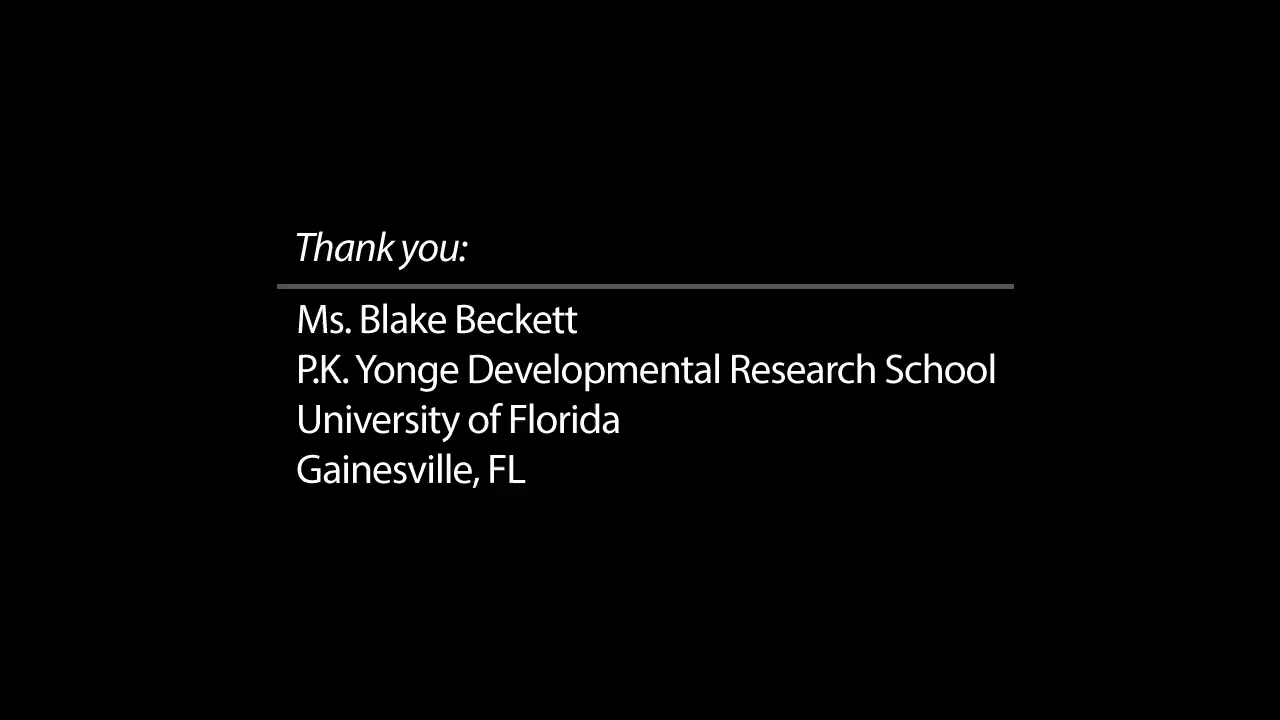 Thank you:
Ms. Blake Beckett
P.K. Yonge Developmental Research School
University of Florida
Gainesville, FL